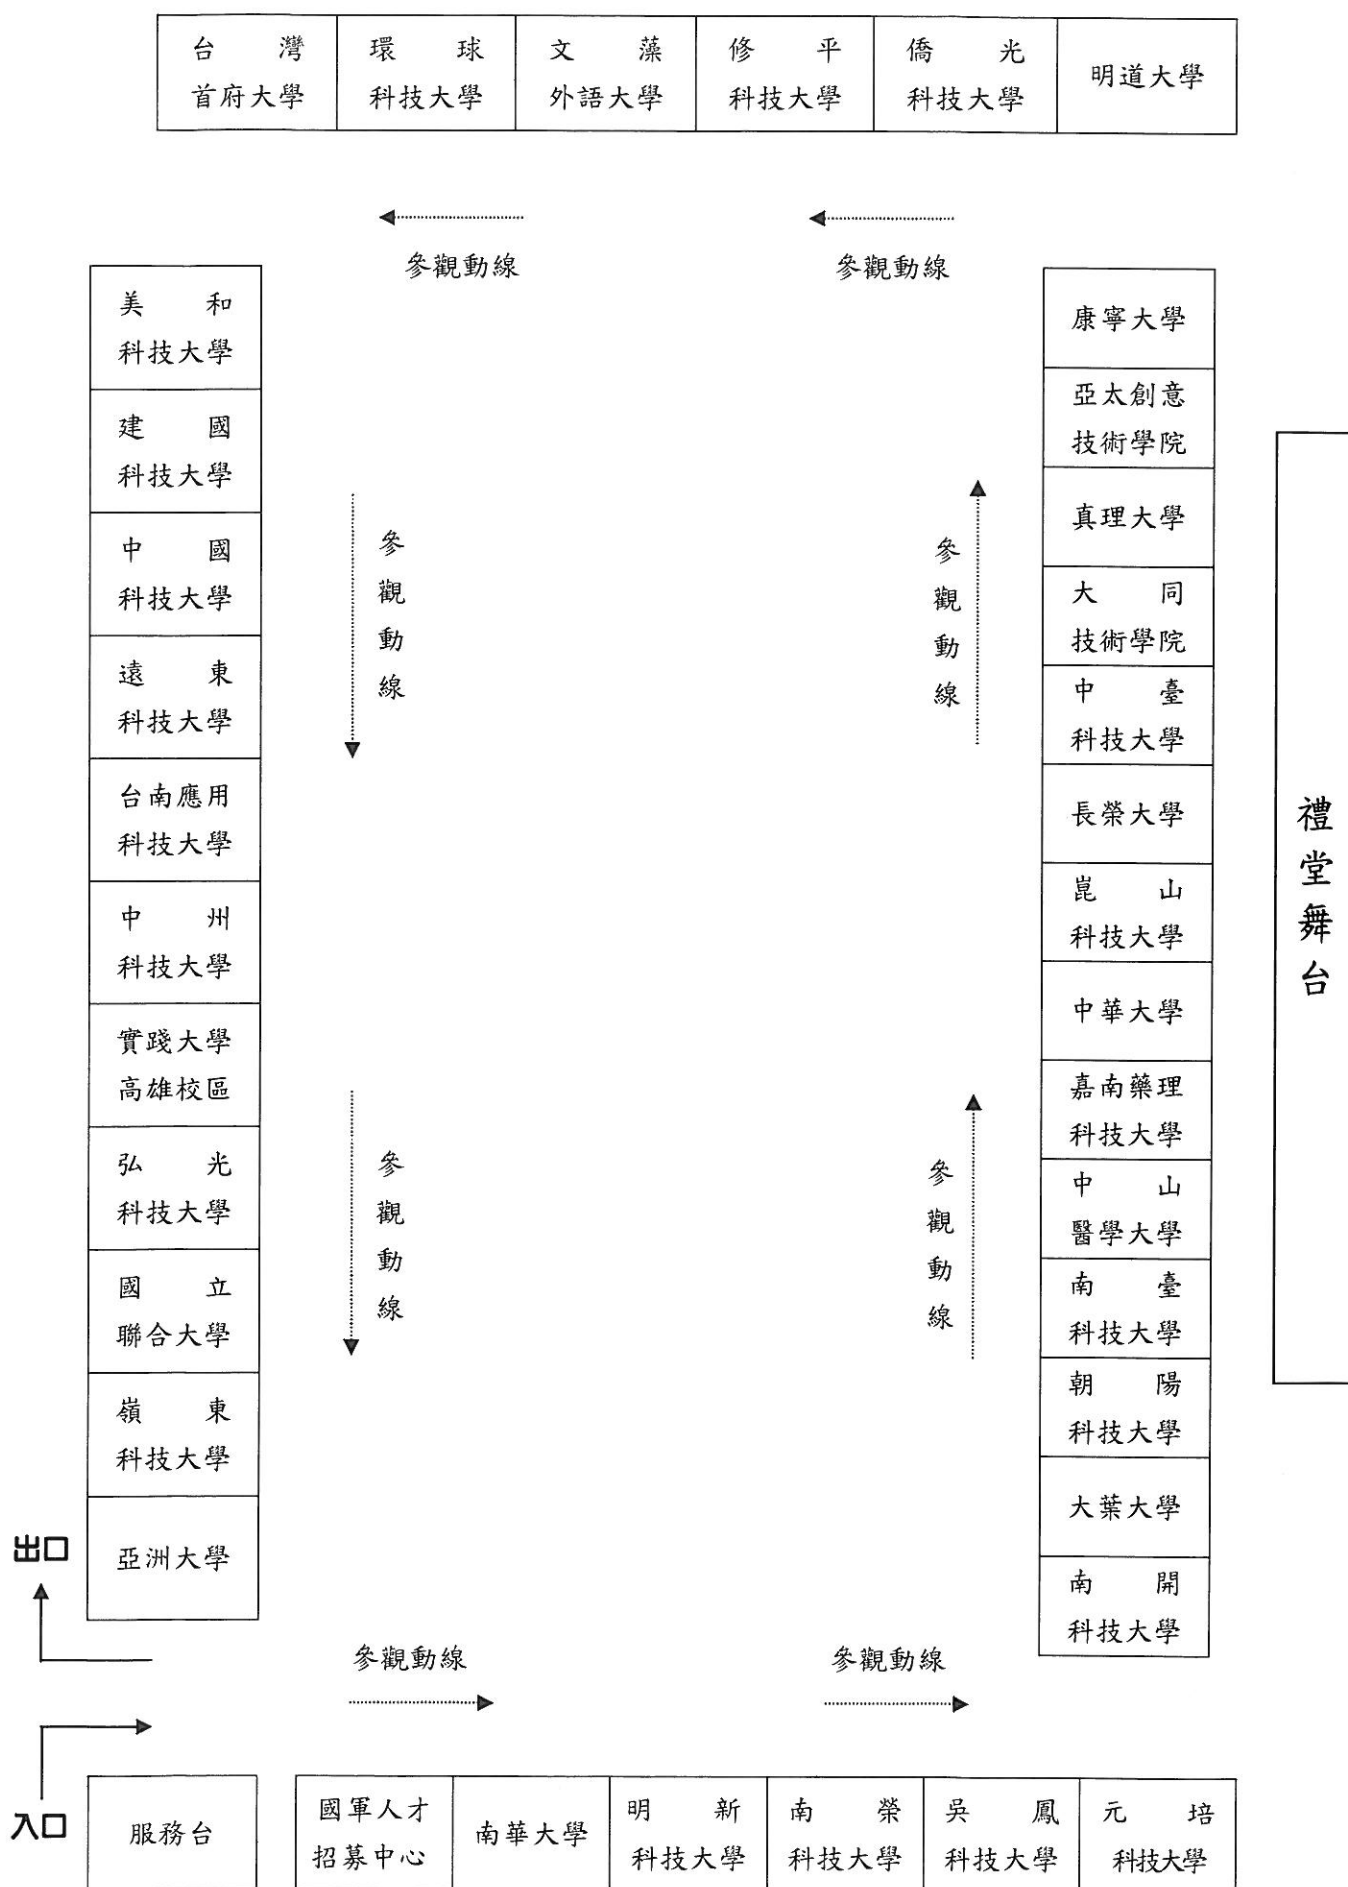 台灣
首府大學
環球
科技大學
文藻
外語大學
修平
科技大學
僑光
科技大學
明道大學
參觀動線
參觀動線
美和
科技大學
建國
科技大學
中國
科技大學
遠東
科技大學
台南應用
科技大學
中州
科技大學
實踐大學
高雄校區
弘光
科技大學
國立
聯合大學
嶺東
科技大學
亞洲大學
參觀動線
參觀動線
參觀動線
參觀動線
康寧大學
亞太創意
技術學院
真理大學
大同
技術學院
中臺
科技大學
長榮大學
崑山
科技大學
中華大學
嘉南藥理
科技大學
中山
醫學大學
南臺
科技大學
朝陽
科技大學
大葉大學
南開
科技大學
禮堂舞台
出口
參觀動線
參觀動線
入口
服務台
國軍人才
招募中心
南華大學
明新
科技大學
南榮
科技大學
吳鳳
科技大學
元培
科技大學